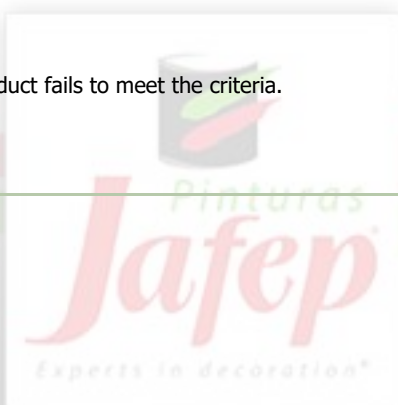 duct fails to meet the criteria.
Pinturas
Jafep
Experts in decoration®